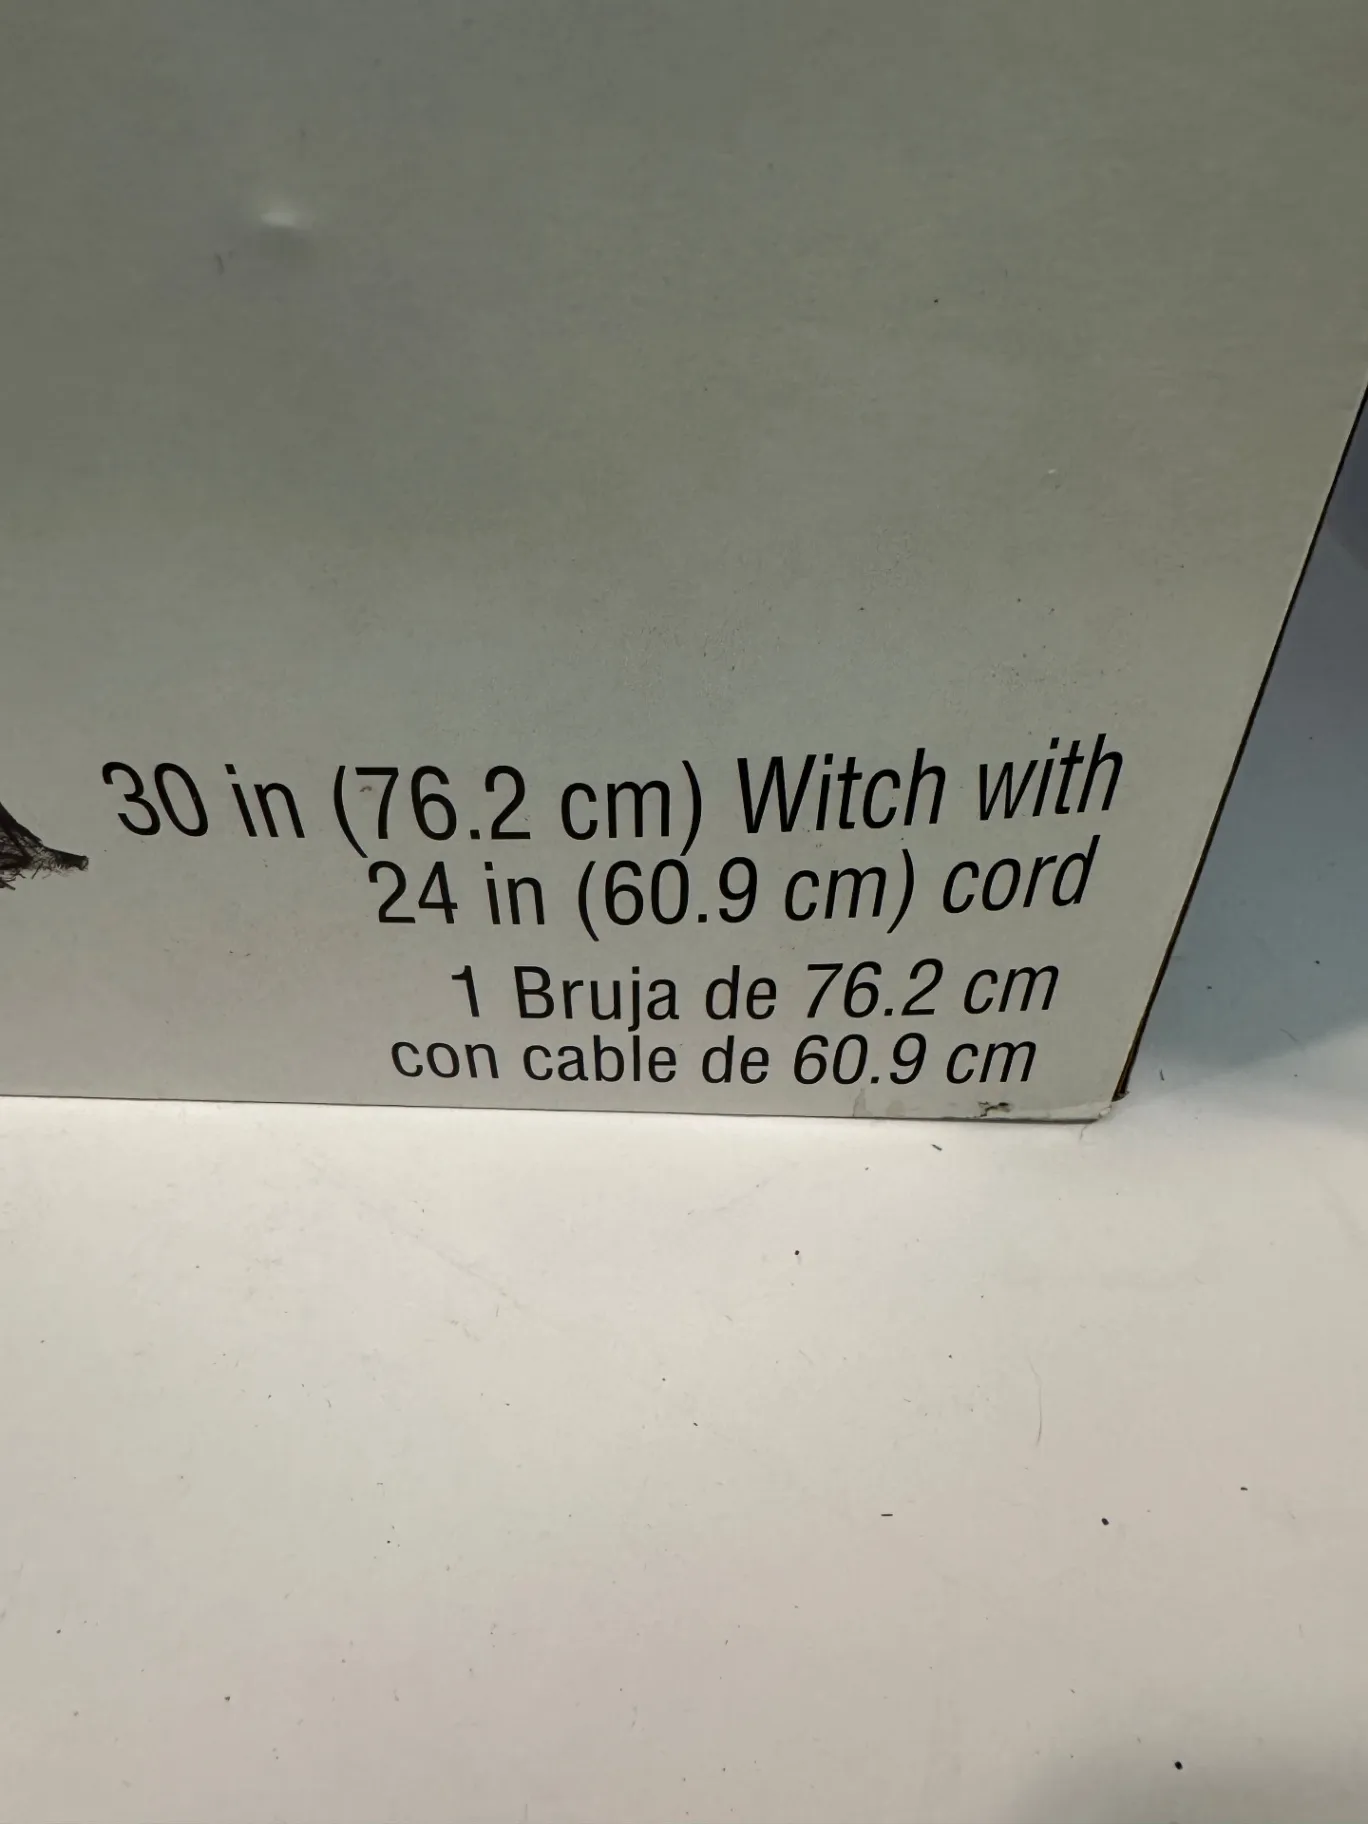 30 in (76.2 cm) Witch with
24 in (60.9 cm) cord
1 Bruja de 76.2 cm
con cable de 60.9 cm